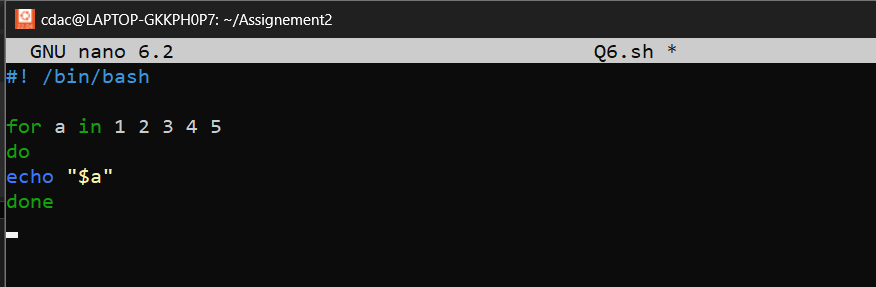 cdac@LAPTOP-GKKPH0P7: ~/Assignement2
GNU nano 6.2 Q6.sh *
#! /bin/bash
for a in 1 2 3 4 5
do
echo "$a"
done